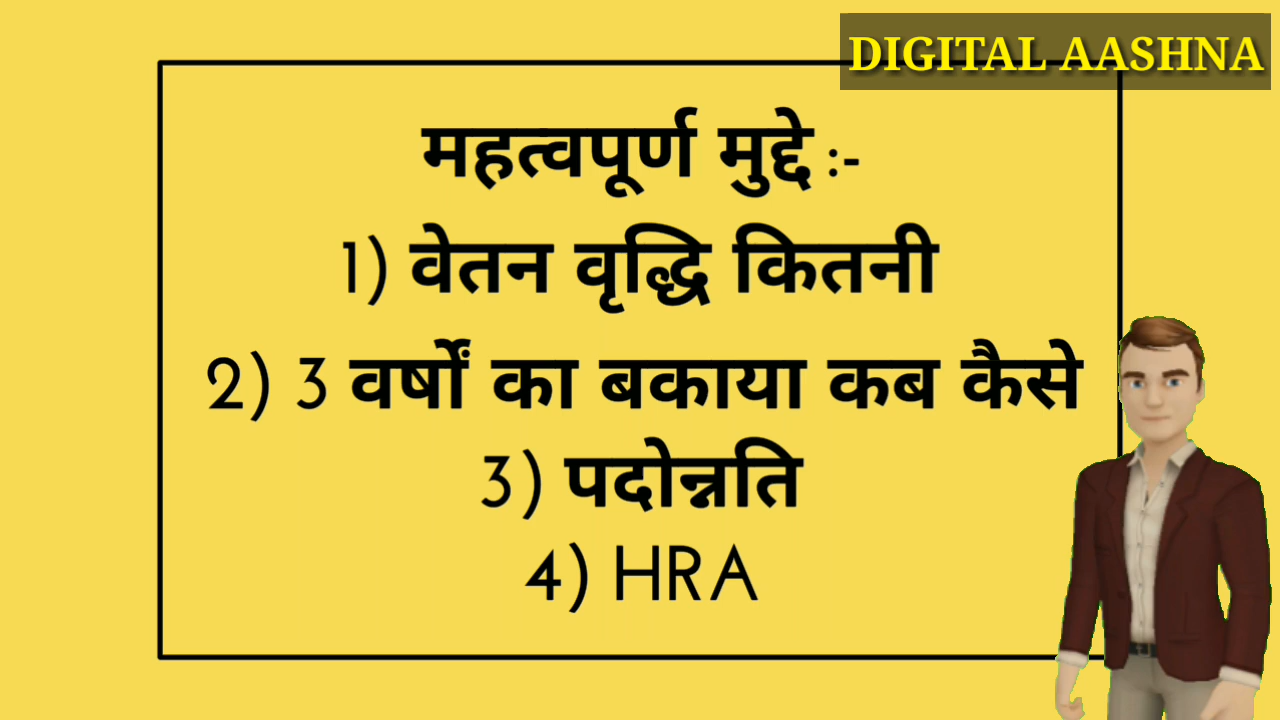 DIGITAL AASHNA
महत्वपूर्ण मुद्दे :-
1) वेतन वृद्धि कितनी
2) 3 वर्षों का बकाया कब कैसे
3) पदोन्नति
4) HRA